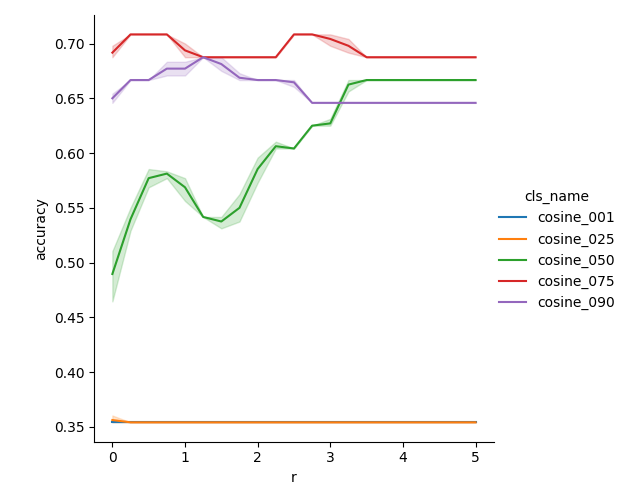 0.70
0.65
0.60
0.55
0.50
0.45
0.40
0.35
accuracy
0 1 2 3 4 5
r
cls_name
cosine_001
cosine_025
cosine_050
cosine_075
cosine_090